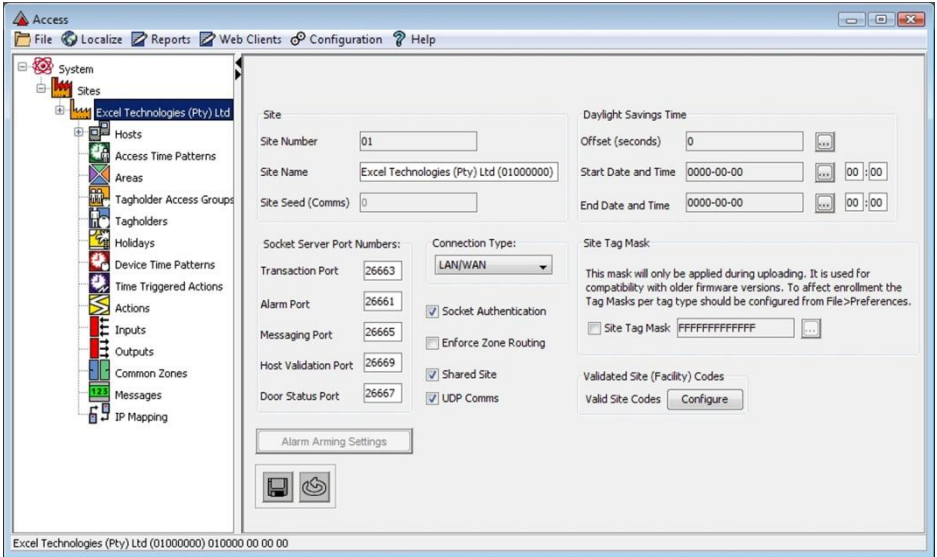 Access
File Localize Reports Web Clients Configuration Help
System
Sites
Excel Technologies (Pty) Ltd
Hosts
Access Time Patterns
Areas
Tagholder Access Groups
Tagholders
Holidays
Device Time Patterns
Time Triggered Actions
Actions
Inputs
Outputs
Common Zones
123 Messages
IP Mapping
Site
Site Number 01
Site Name Excel Technologies (Pty) Ltd (01000000)
Site Seed (Comms) 0
Daylight Savings Time
Offset (seconds) 0 ...
Start Date and Time 0000-00-00 ... 00 : 00
End Date and Time 0000-00-00 ... 00 : 00
Socket Server Port Numbers:
Transaction Port 26663
Alarm Port 26661
Messaging Port 26665
Host Validation Port 26669
Door Status Port 26667
Connection Type:
LAN/WAN
Socket Authentication
Enforce Zone Routing
Shared Site
UDP Comms
Site Tag Mask
This mask will only be applied during uploading. It is used for
compatibility with older firmware versions. To affect enrollment the
Tag Masks per tag type should be configured from File>Preferences.
Site Tag Mask FFFFFFFFFFFFF ...
Validated Site (Facility) Codes
Valid Site Codes Configure
Alarm Arming Settings
Excel Technologies (Pty) Ltd (01000000) 010000 00 00 00